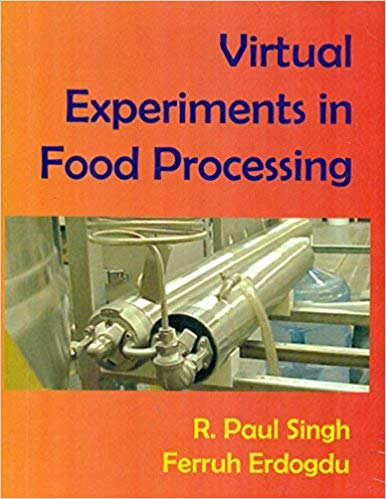 Virtual
Experiments in
Food Processing
R. Paul Singh
Ferruh Erdogdu